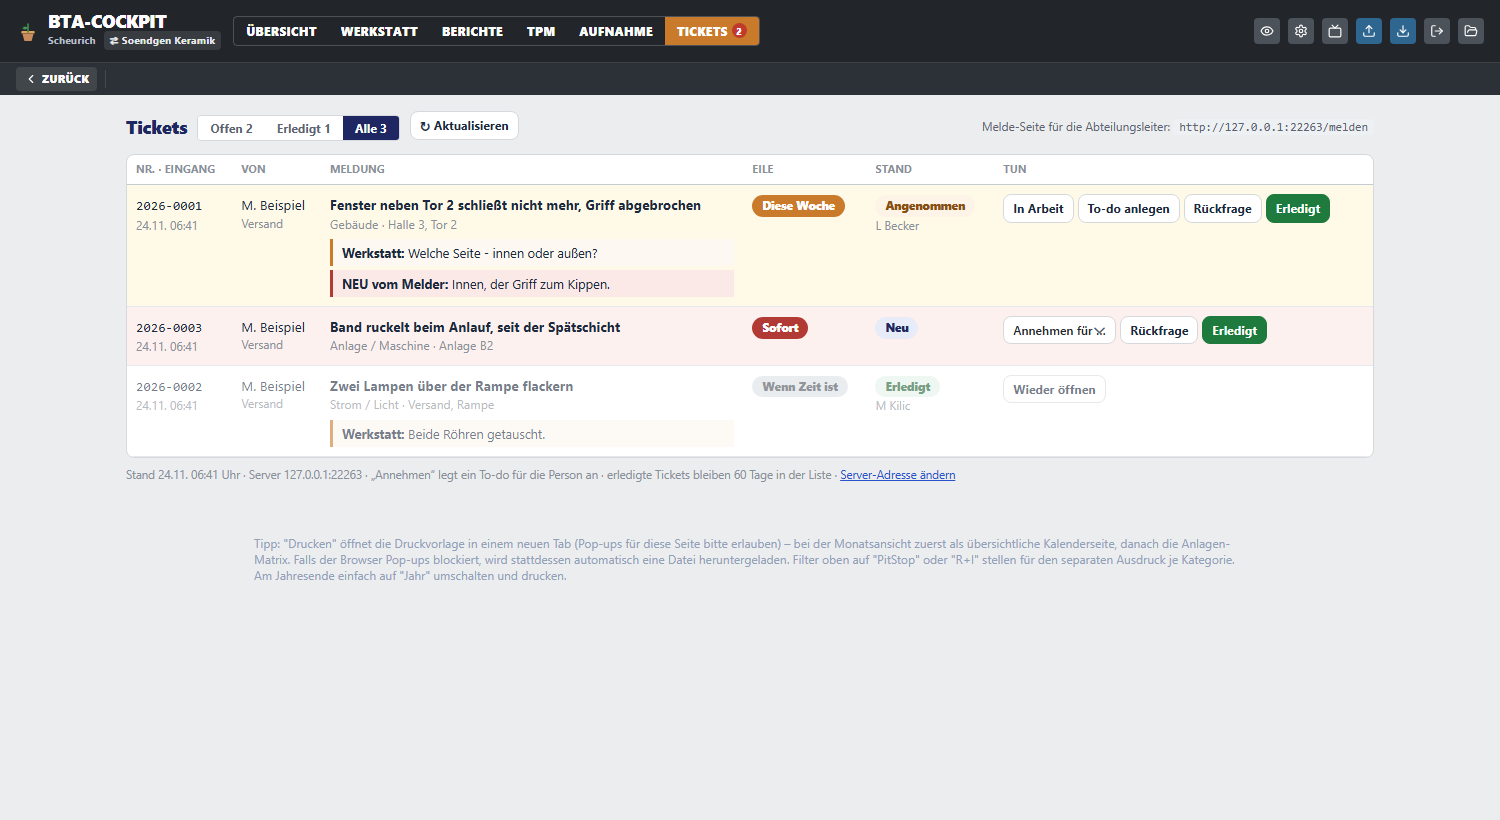 BTA-COCKPIT
Scheurich ⇄ Soendgen Keramik
ÜBERSICHT WERKSTATT BERICHTE TPM AUFNAHME TICKETS 2
‹ ZURÜCK
Tickets Offen 2 Erledigt 1 Alle 3 ↻ Aktualisieren Melde-Seite für die Abteilungsleiter: http://127.0.0.1:22263/melden
NR. · EINGANG VON MELDUNG EILE STAND TUN
2026-0001 M. Beispiel Fenster neben Tor 2 schließt nicht mehr, Griff abgebrochen Diese Woche Angenommen In Arbeit To-do anlegen Rückfrage Erledigt
24.11. 06:41 Versand Gebäude · Halle 3, Tor 2 L Becker
Werkstatt: Welche Seite - innen oder außen?
NEU vom Melder: Innen, der Griff zum Kippen.
2026-0003 M. Beispiel Band ruckelt beim Anlauf, seit der Spätschicht Sofort Neu Annehmen für Rückfrage Erledigt
24.11. 06:41 Versand Anlage / Maschine · Anlage B2
2026-0002 M. Beispiel Zwei Lampen über der Rampe flackern Wenn Zeit ist Erledigt Wieder öffnen
24.11. 06:41 Versand Strom / Licht · Versand, Rampe M Kilic
Werkstatt: Beide Röhren getauscht.
Stand 24.11. 06:41 Uhr · Server 127.0.0.1:22263 · „Annehmen“ legt ein To-do für die Person an · erledigte Tickets bleiben 60 Tage in der Liste · Server-Adresse ändern
Tipp: "Drucken" öffnet die Druckvorlage in einem neuen Tab (Pop-ups für diese Seite bitte erlauben) – bei der Monatsansicht zuerst als übersichtliche Kalenderseite, danach die Anlagen-
Matrix. Falls der Browser Pop-ups blockiert, wird stattdessen automatisch eine Datei heruntergeladen. Filter oben auf "PitStop" oder "R+I" stellen für den separaten Ausdruck je Kategorie.
Am Jahresende einfach auf "Jahr" umschalten und drucken.